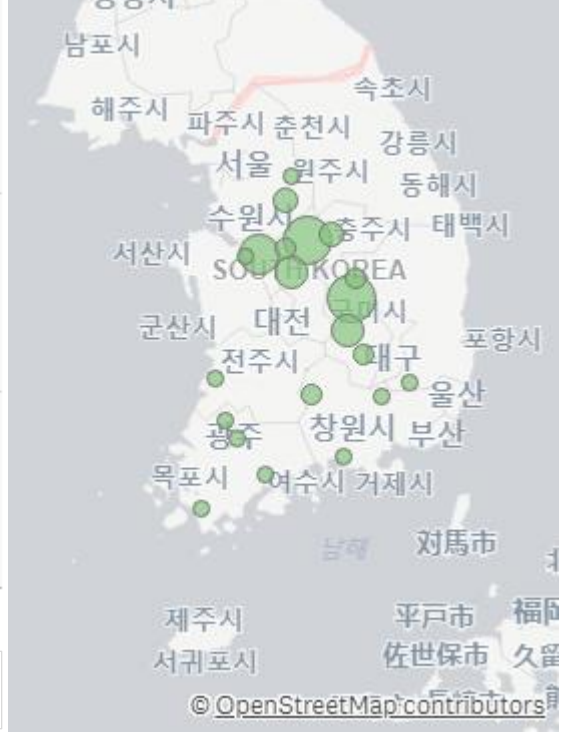 남포시
해주시
속초시
파주시 춘천시
강릉시
서울 원주시
동해시
수원시 충주시 태백시
서산시
SOUTH KOREA
군산시 대전 구미시
포항시
전주시 대구
울산
광주 창원시 부산
목포시 여수시 거제시
남해
対馬市
제주시 平戸市 福岡
서귀포시 佐世保市 久留
© OpenStreetMap contributors